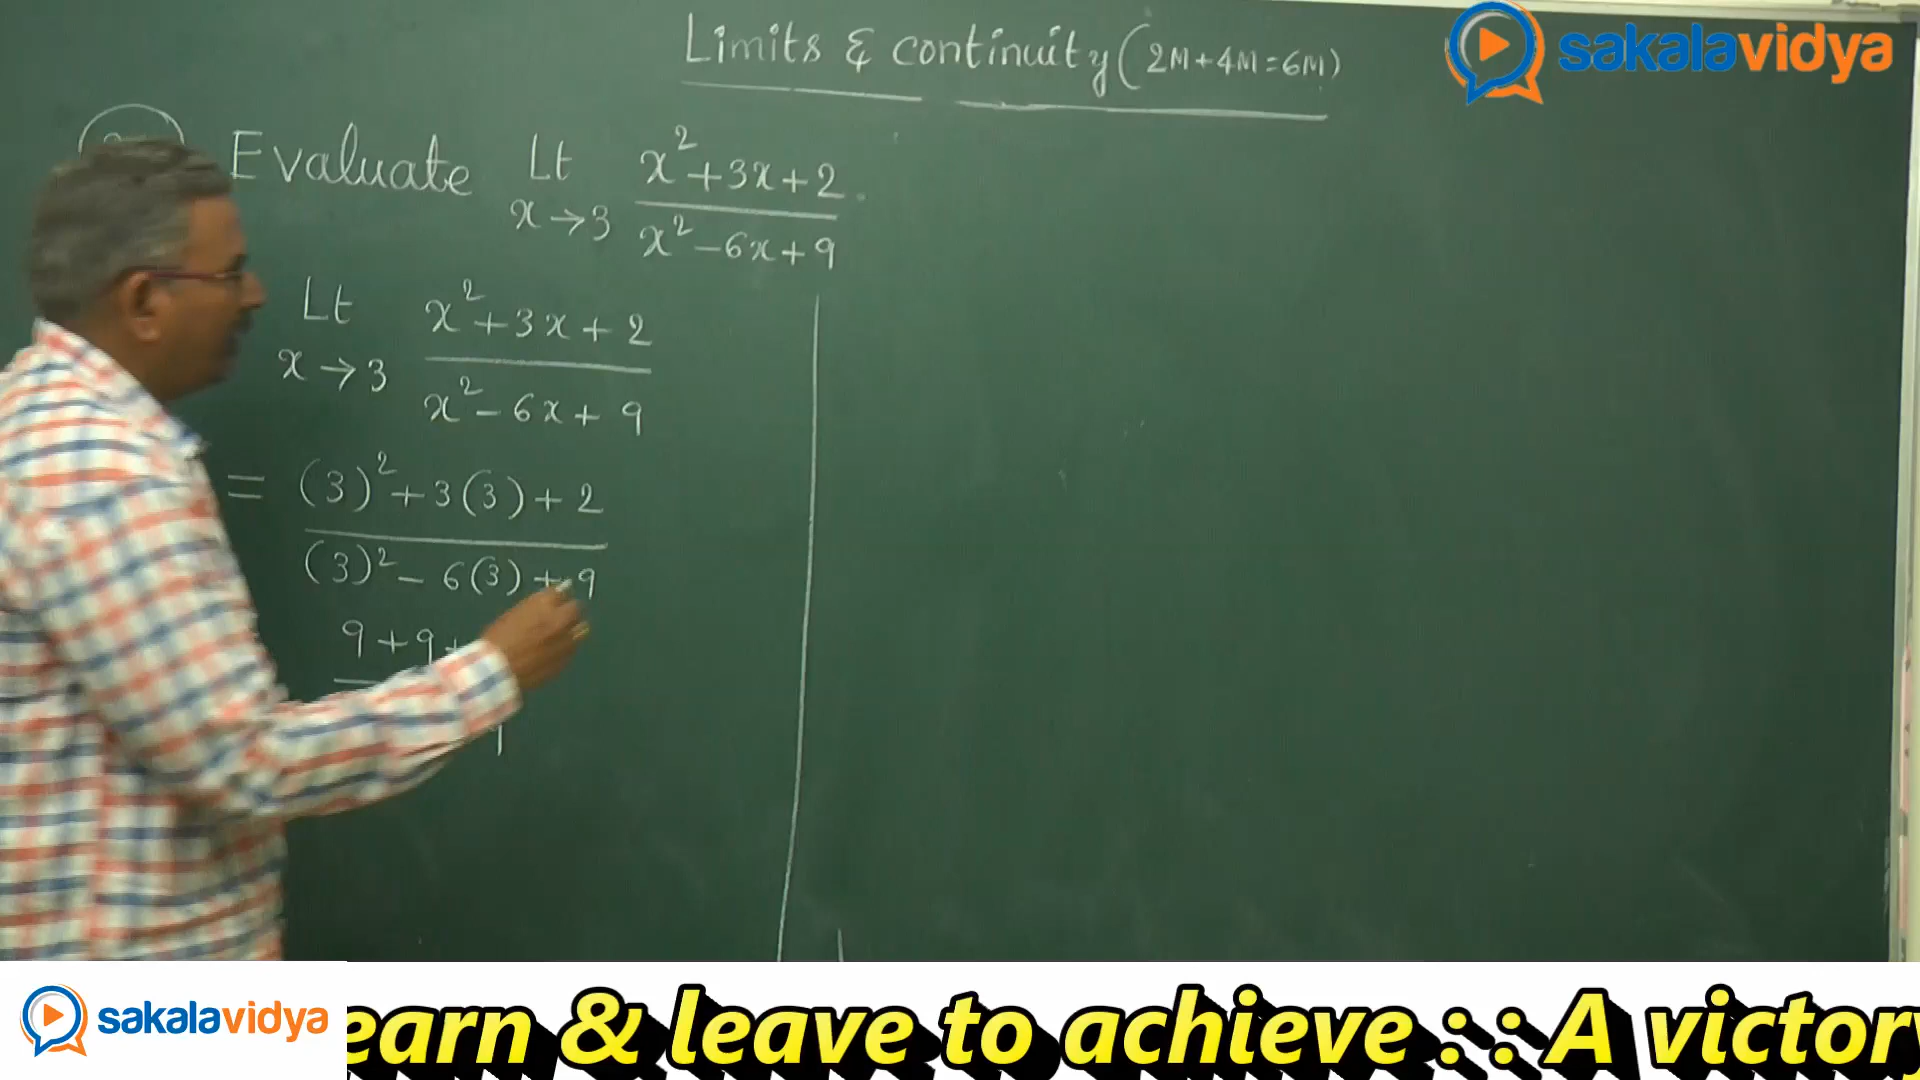 Limits & continuity (2M+4M=6M)
sakalavidya
Evaluate Lt x→3 (x²+3x+2)/(x²-6x+9).
Lt x→3 (x²+3x+2)/(x²-6x+9)
= ((3)²+3(3)+2)/((3)²-6(3)+9)
9+9+
9
sakalavidya
earn & leave to achieve : : A victory